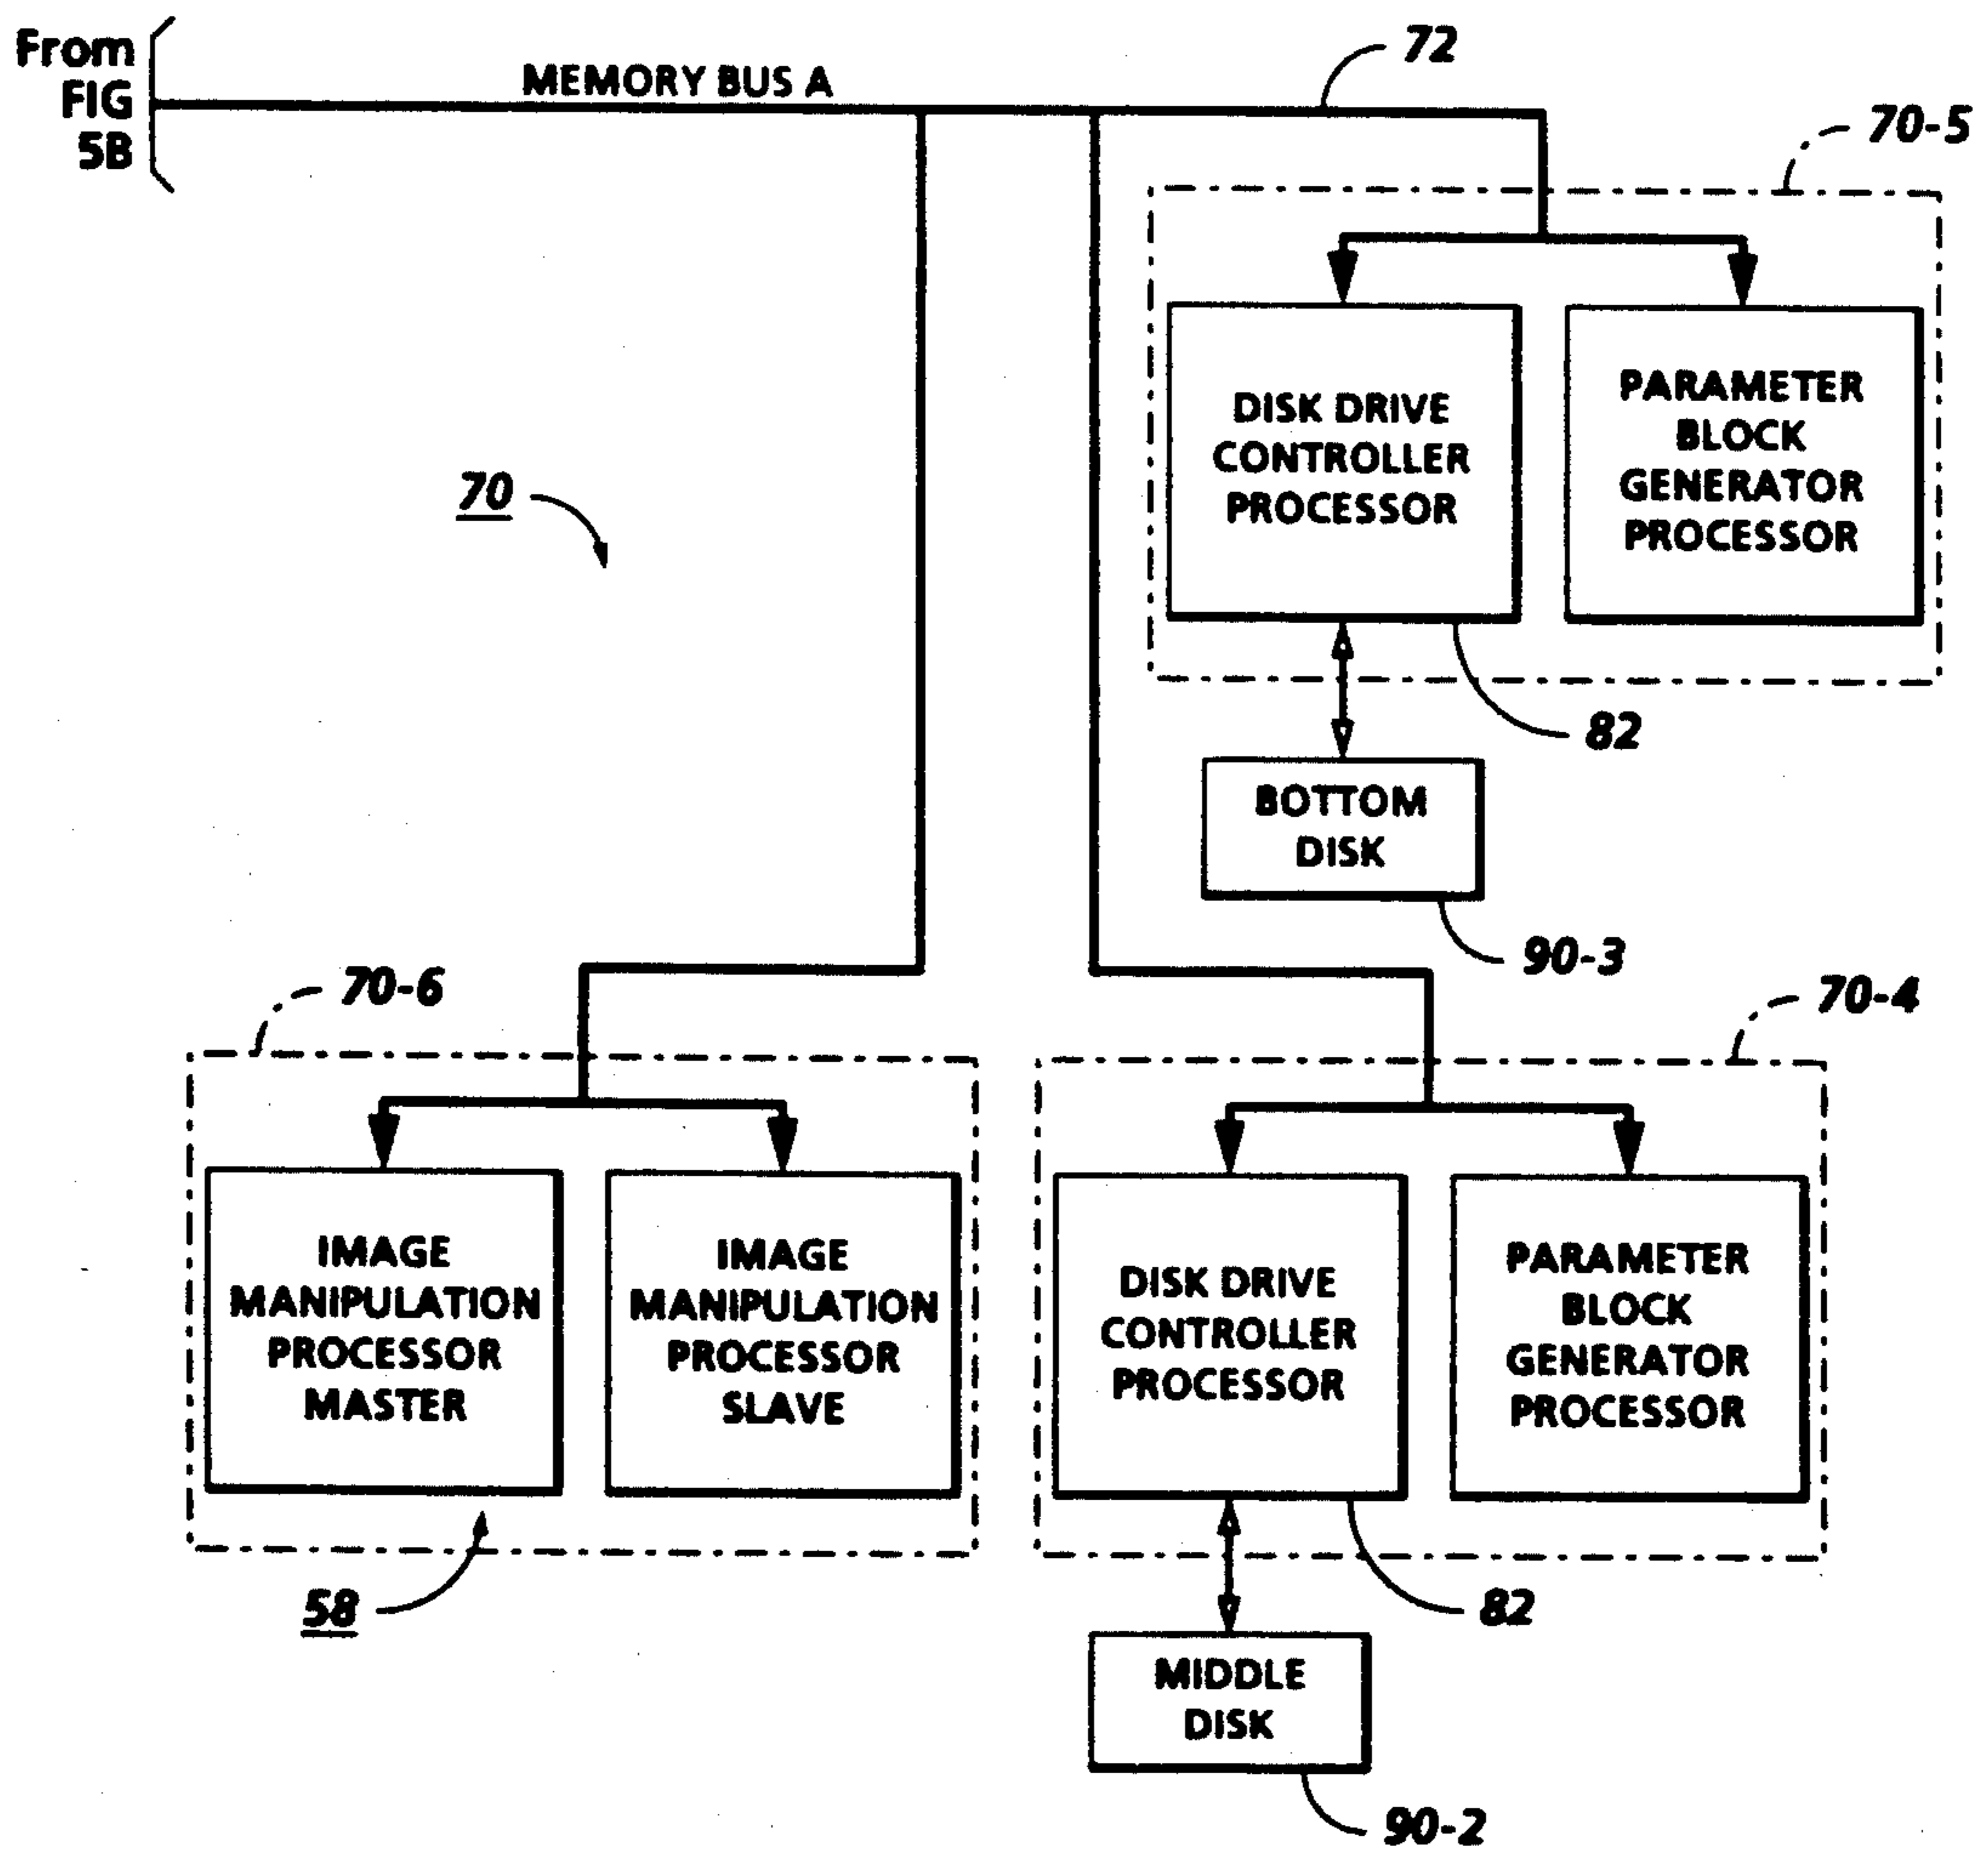 From
FIG
5B
MEMORY BUS A
72
70-5
DISK DRIVE
CONTROLLER
PROCESSOR
PARAMETER
BLOCK
GENERATOR
PROCESSOR
70
82
BOTTOM
DISK
90-3
70-6
70-4
IMAGE
MANIPULATION
PROCESSOR
MASTER
IMAGE
MANIPULATION
PROCESSOR
SLAVE
DISK DRIVE
CONTROLLER
PROCESSOR
PARAMETER
BLOCK
GENERATOR
PROCESSOR
58
82
MIDDLE
DISK
90-2